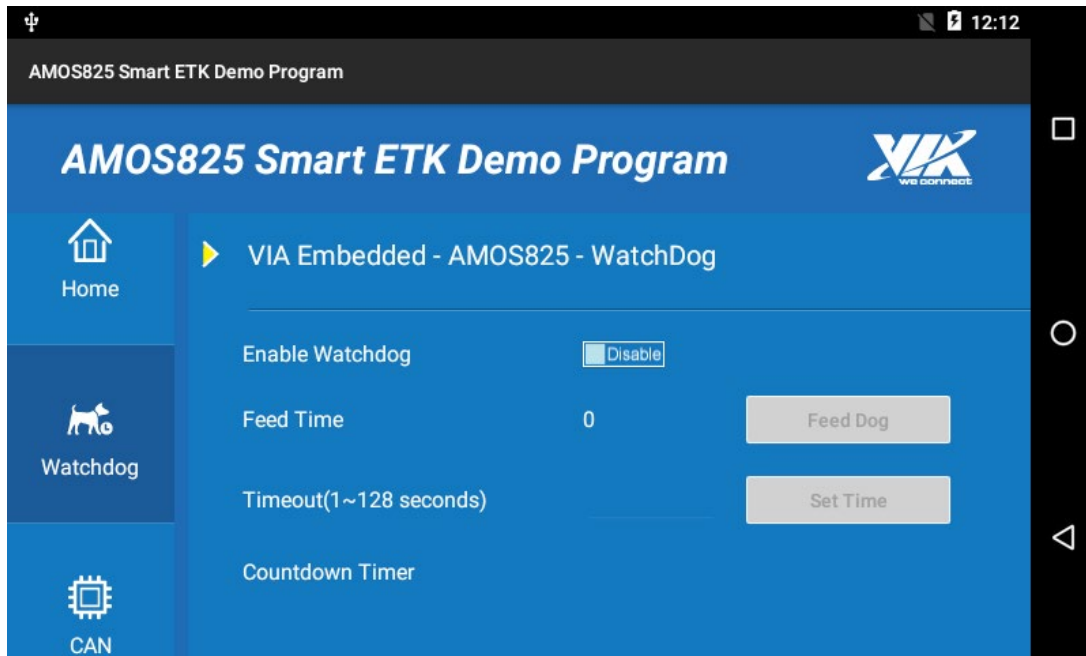 12:12
AMOS825 Smart ETK Demo Program
AMOS825 Smart ETK Demo Program
VIA
we connect
Home
VIA Embedded - AMOS825 - WatchDog
Enable Watchdog
Disable
Feed Time
0
Feed Dog
Watchdog
Timeout(1~128 seconds)
Set Time
Countdown Timer
CAN